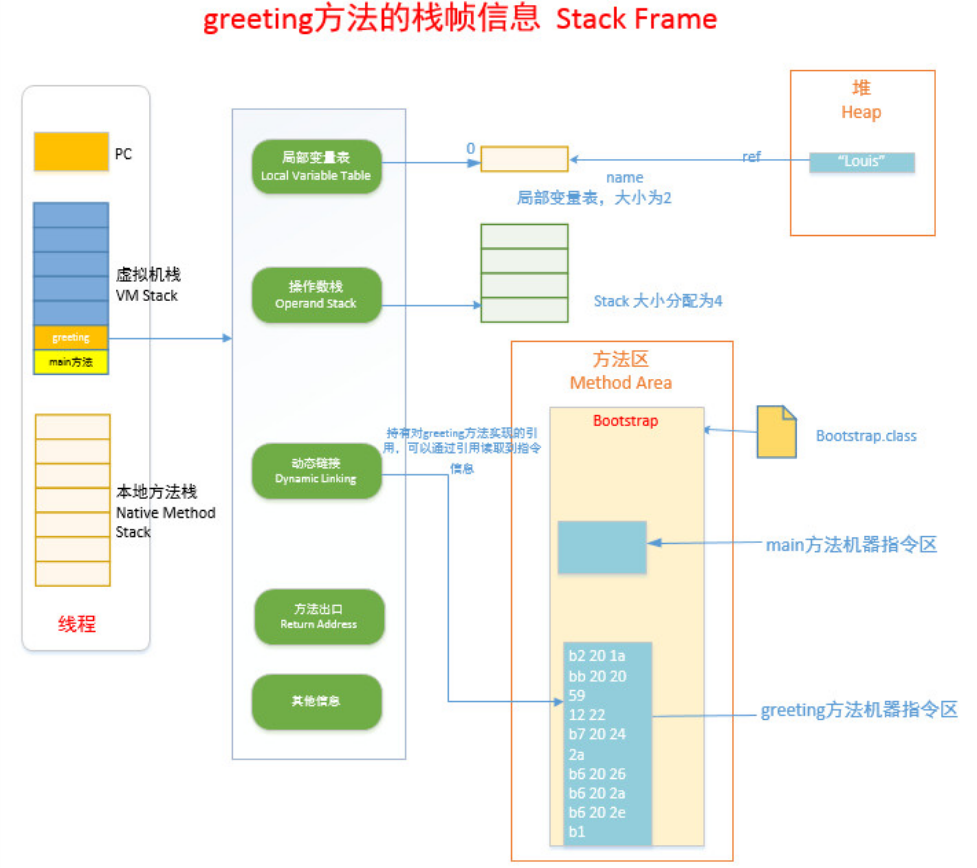 greeting方法的栈帧信息 Stack Frame
PC
虚拟机栈
VM Stack
greeting
main方法
本地方法栈
Native Method
Stack
线程
局部变量表
Local Variable Table
操作数栈
Operand Stack
动态链接
Dynamic Linking
方法出口
Return Address
其他信息
0
name
局部变量表，大小为2
ref
堆
Heap
“Louis”
Stack 大小分配为4
持有对greeting方法实现的引
用，可以通过引用读取到指令
信息
方法区
Method Area
Bootstrap
Bootstrap.class
main方法机器指令区
b2 20 1a
bb 20 20
59
12 22
b7 20 24
2a
b6 20 26
b6 20 2a
b6 20 2e
b1
greeting方法机器指令区